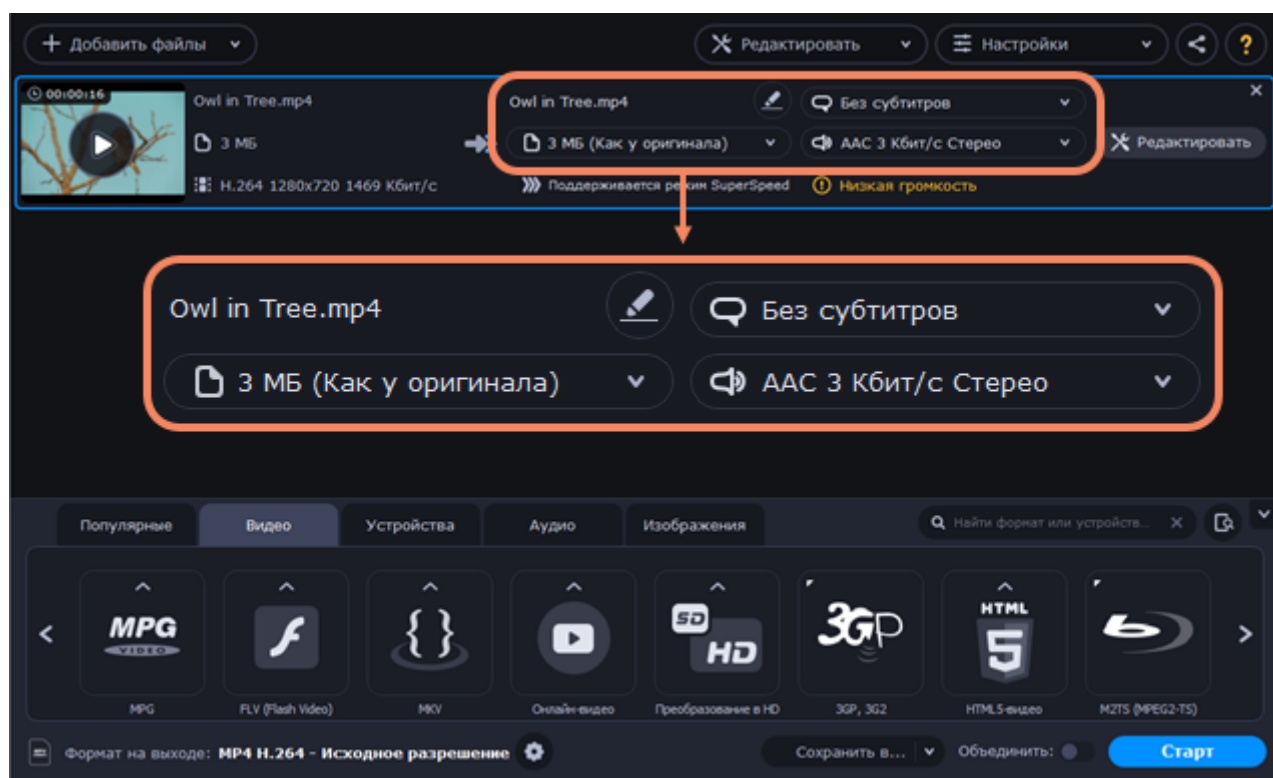 Добавить файлы
Редактировать
Настройки
?
00:00:16
Owl in Tree.mp4
Owl in Tree.mp4
Без субтитров
3 МБ
3 МБ (Как у оригинала)
AAC 3 Кбит/с Стерео
Редактировать
H.264 1280x720 1469 Кбит/с
Поддерживается режим SuperSpeed
Низкая громкость
Owl in Tree.mp4
Без субтитров
3 МБ (Как у оригинала)
AAC 3 Кбит/с Стерео
Популярные
Видео
Устройства
Аудио
Изображения
Найти формат или устройств...
MPG
VIDEO
SD
HD
3GP
HTML
5
MPG
FLV (Flash Video)
MKV
Онлайн-видео
Преобразование в HD
3GP, 3G2
HTML5-видео
M2TS (MPEG2-TS)
Формат на выходе: MP4 H.264 - Исходное разрешение
Сохранить в...
Объединить:
Старт